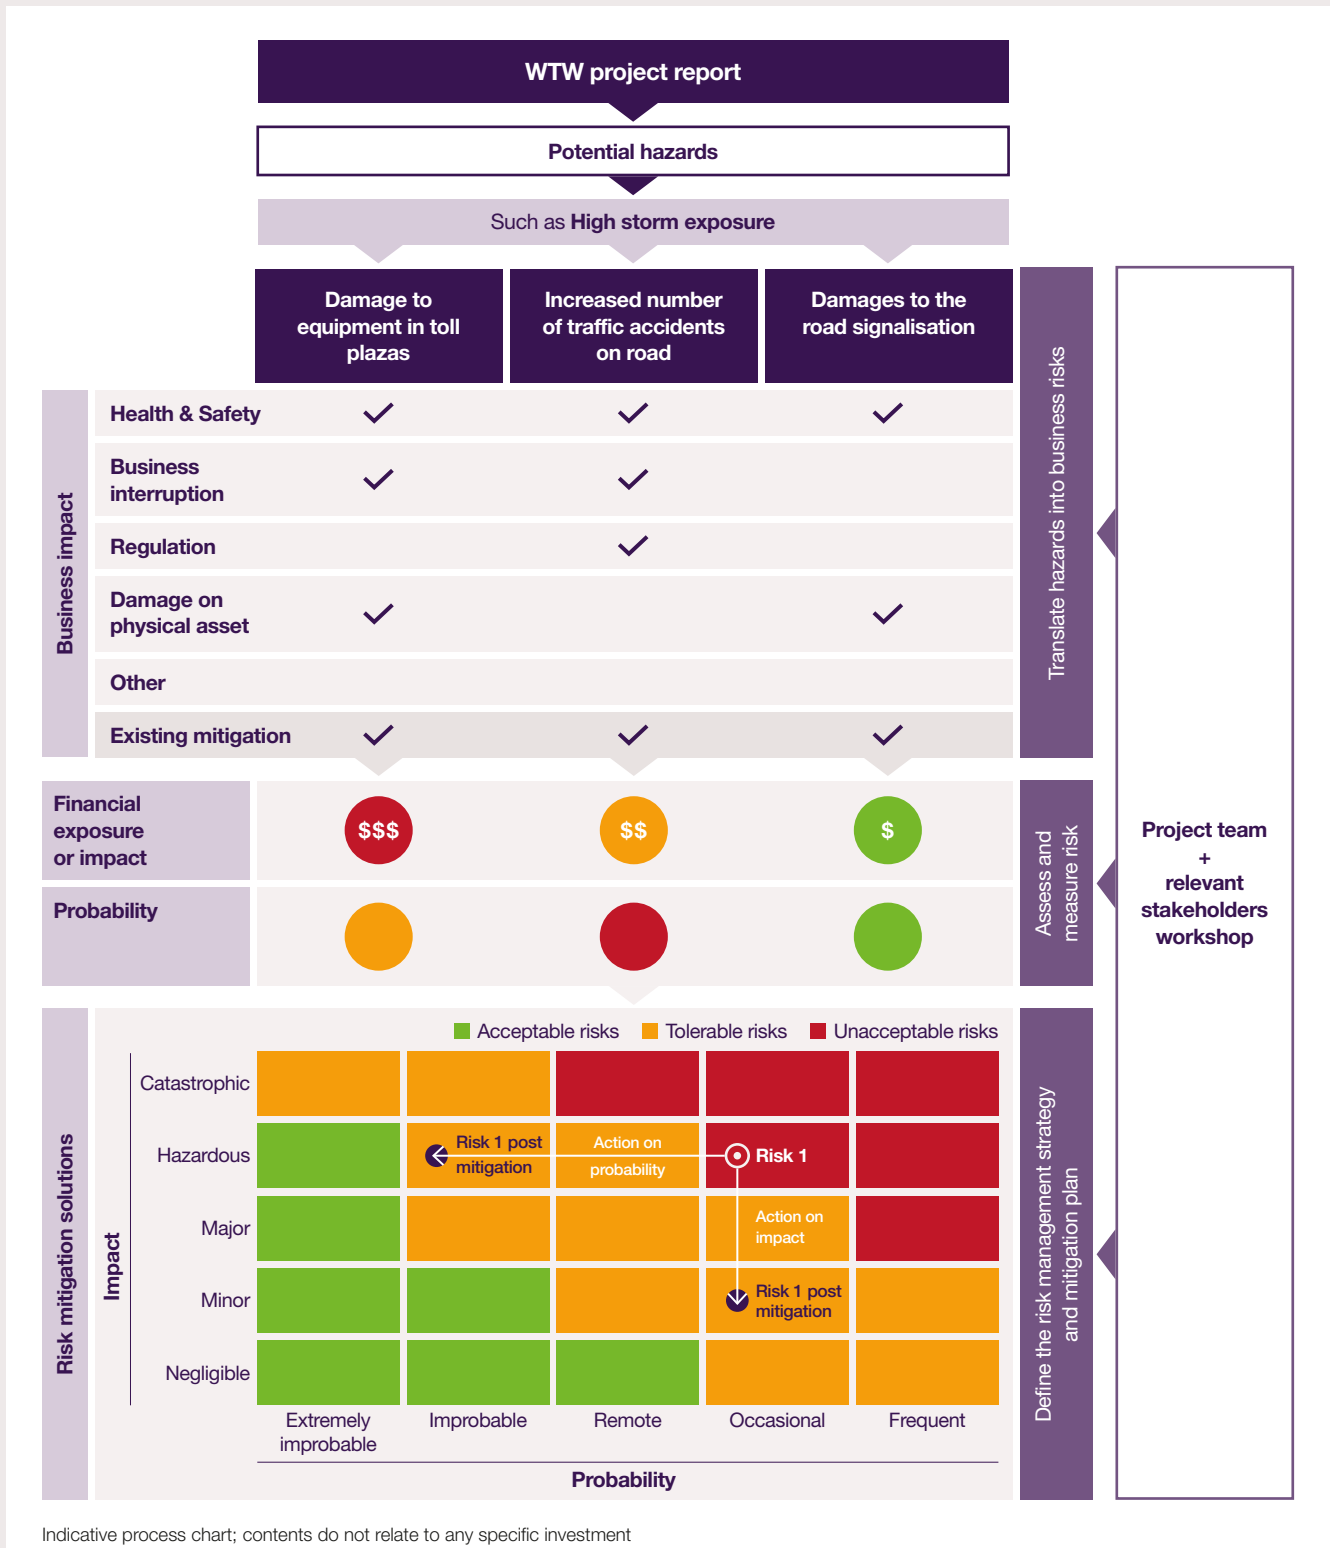 WTW project report
Potential hazards
Such as High storm exposure
Damage to
equipment in toll
plazas
Increased number
of traffic accidents
on road
Damages to the
road signalisation
Business impact
Health & Safety
Business
interruption
Regulation
Damage on
physical asset
Other
Existing mitigation
Translate hazards into business risks
Financial
exposure
or impact
$$$
$$
$
Probability
Assess and
measure risk
Project team
+
relevant
stakeholders
workshop
Risk mitigation solutions
Acceptable risks
Tolerable risks
Unacceptable risks
Impact
Catastrophic
Hazardous
Risk 1 post
mitigation
Action on
probability
Risk 1
Major
Action on
impact
Minor
Risk 1 post
mitigation
Negligible
Extremely
improbable
Improbable
Remote
Occasional
Frequent
Probability
Define the risk management strategy
and mitigation plan
Indicative process chart; contents do not relate to any specific investment